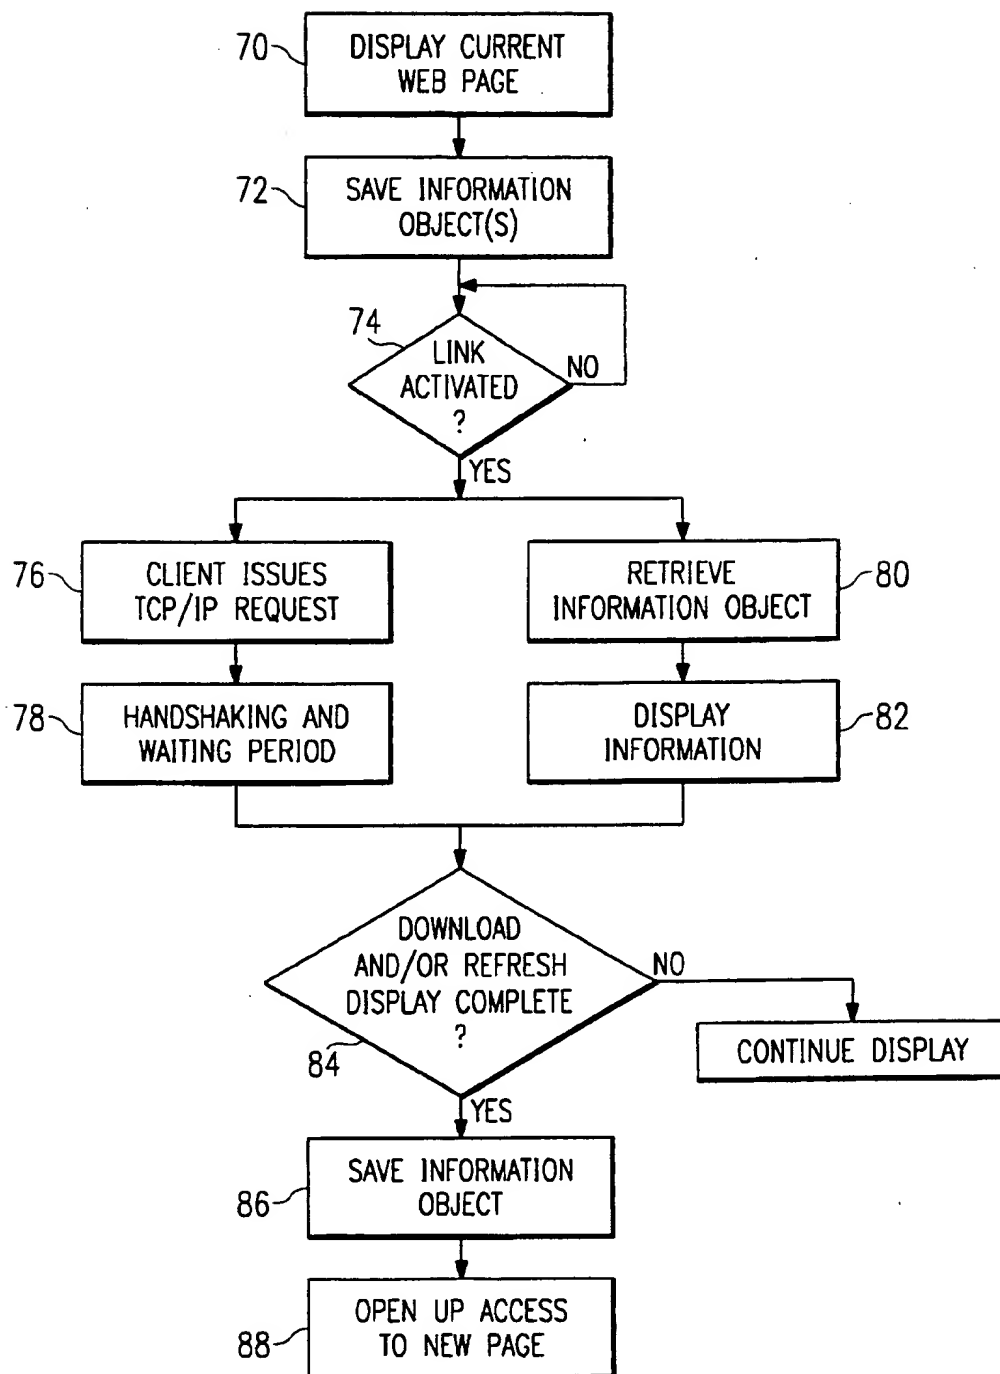 70
DISPLAY CURRENT
WEB PAGE
72
SAVE INFORMATION
OBJECT(S)
74
LINK
ACTIVATED
?
NO
YES
76
CLIENT ISSUES
TCP/IP REQUEST
RETRIEVE
INFORMATION OBJECT
80
78
HANDSHAKING AND
WAITING PERIOD
DISPLAY
INFORMATION
82
DOWNLOAD
AND/OR REFRESH
DISPLAY COMPLETE
?
NO
84
CONTINUE DISPLAY
YES
86
SAVE INFORMATION
OBJECT
88
OPEN UP ACCESS
TO NEW PAGE